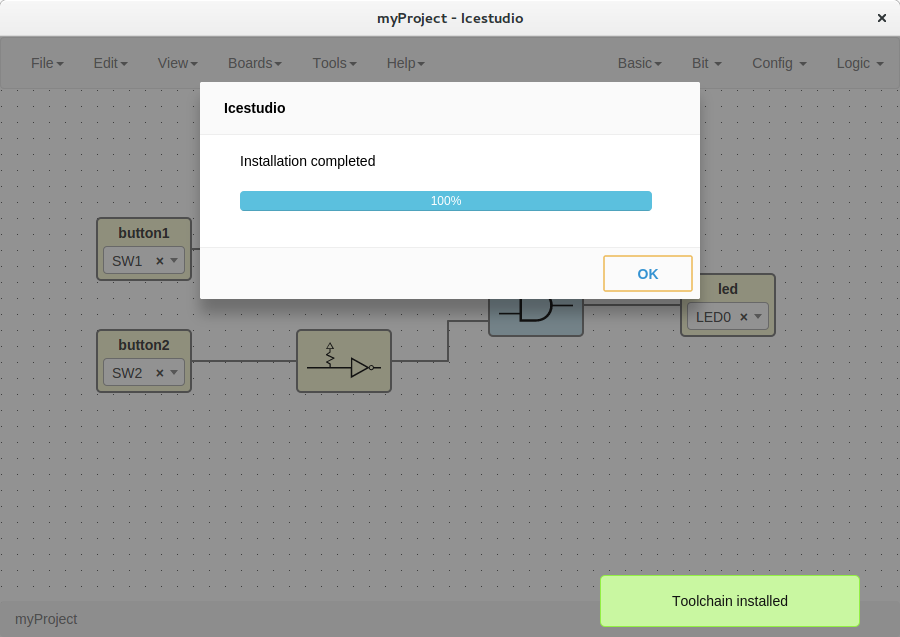 myProject - Icestudio ×
File Edit View Boards Tools Help Basic Bit Config Logic
Icestudio
Installation completed
100%
OK
button1
SW1 ×
led
LED0 ×
button2
SW2 ×
Toolchain installed
myProject